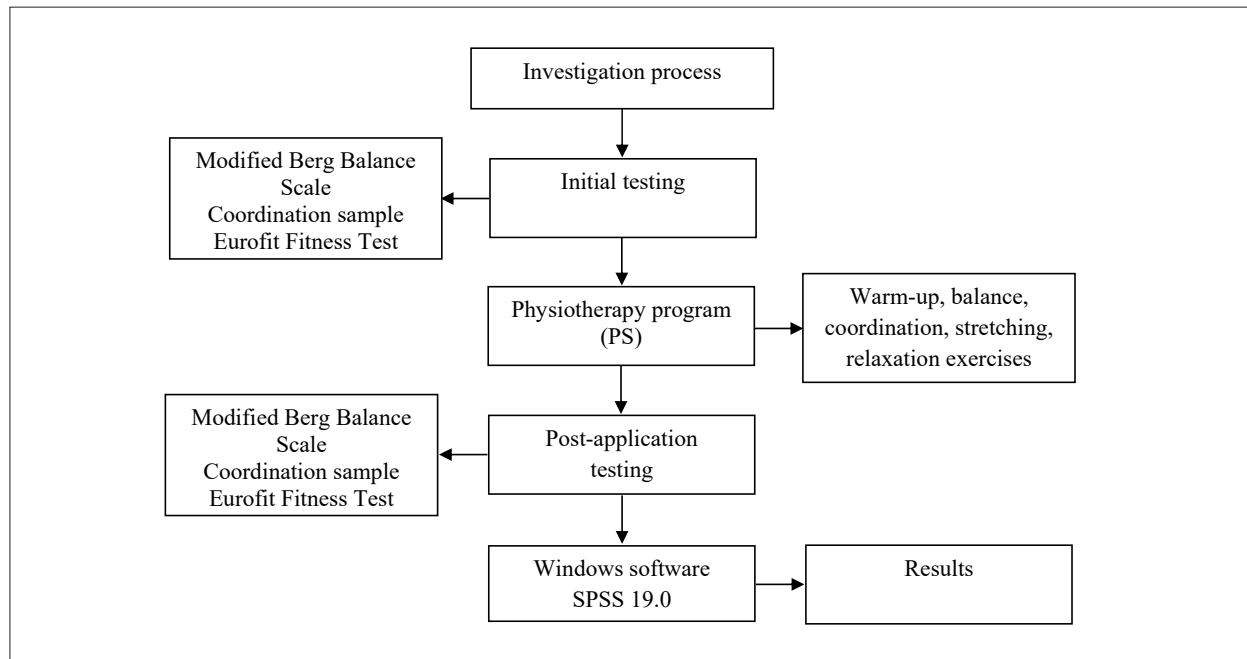 Investigation process
Modified Berg Balance
Scale
Coordination sample
Eurofit Fitness Test
Initial testing
Physiotherapy program
(PS)
Warm-up, balance,
coordination, stretching,
relaxation exercises
Modified Berg Balance
Scale
Coordination sample
Eurofit Fitness Test
Post-application
testing
Windows software
SPSS 19.0
Results